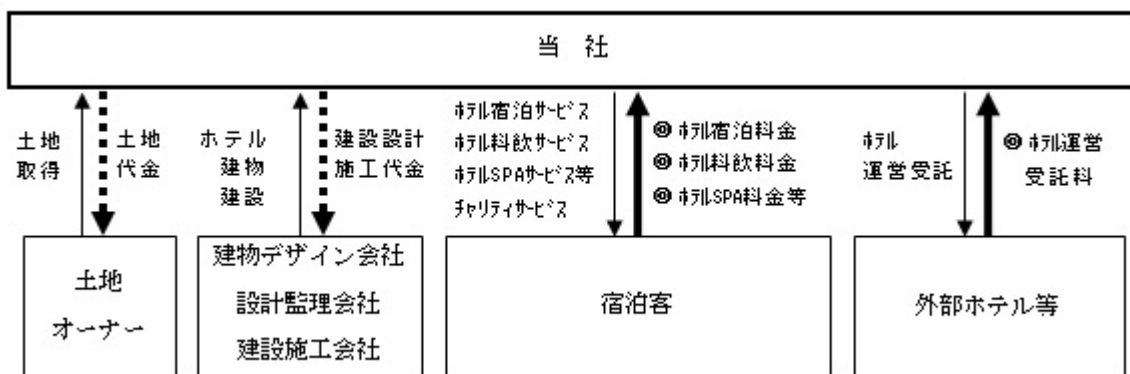 当 社
土地
取得
土地
代金
ホテル
建物
建設
建設設計
施工代金
ﾎﾃﾙ宿泊ｻｰﾋﾞｽ
ﾎﾃﾙ料飲ｻｰﾋﾞｽ
ﾎﾃﾙSPAｻｰﾋﾞｽ等
ﾁｬﾘﾃｨｻｰﾋﾞｽ
◎ ﾎﾃﾙ宿泊料金
◎ ﾎﾃﾙ料飲料金
◎ ﾎﾃﾙSPA料金等
ﾎﾃﾙ
運営受託
◎ ﾎﾃﾙ運営
受託料
土地
オーナー
建物デザイン会社
設計監理会社
建設施工会社
宿泊客
外部ホテル等